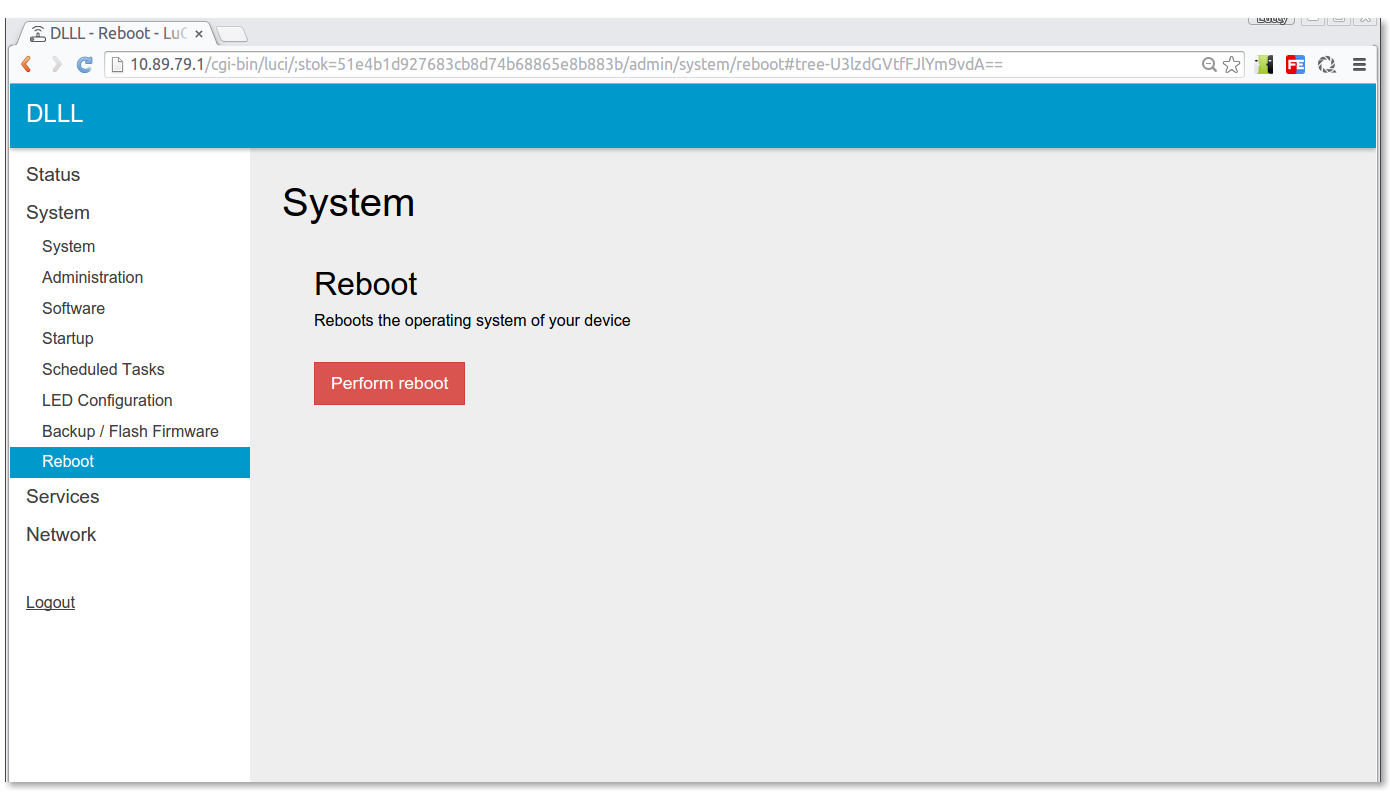 DLLL - Reboot - LuC
10.89.79.1/cgi-bin/luci/;stok=51e4b1d927683cb8d74b68865e8b883b/admin/system/reboot#tree-U3lzdGVtfFJlYm9vdA==
FE
DLLL
Status
System
System
Administration
Software
Startup
Scheduled Tasks
LED Configuration
Backup / Flash Firmware
Reboot
Services
Network
Logout
System
Reboot
Reboots the operating system of your device
Perform reboot